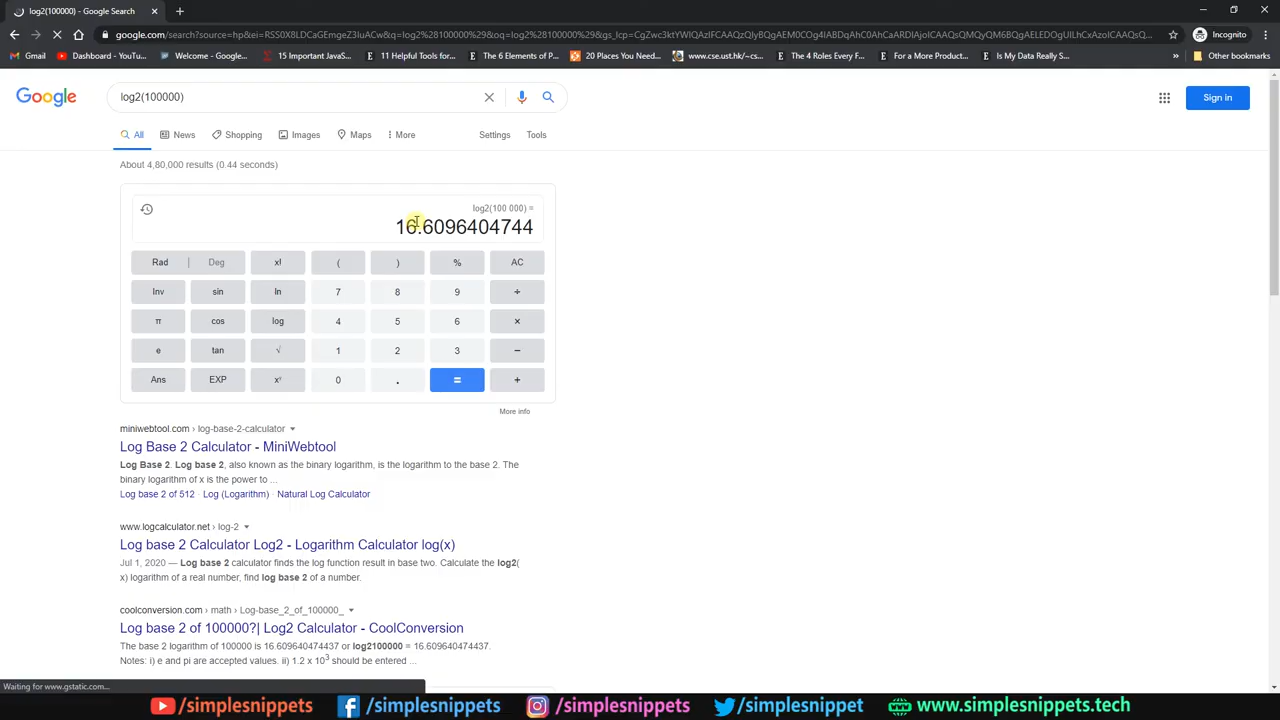 log2(100000) - Google Search
google.com/search?source=hp&ei=RSS0X8LDCaGEmgeZ3IuACw&q=log2%28100000%29&oq=log2%28100000%29&gs_lcp=
Incognito
Gmail
Dashboard - YouTub...
Welcome - Google...
15 Important JavaS...
11 Effect of Compe...
The 6 Elements of P...
20 Places You Need...
www.cse.ust.hk/~c...
The 4 Roles Every F...
For a More Product...
Is My Data Really S...
»
Other bookmarks
Google
log2(100000)
Sign in
All
News
Shopping
Images
Maps
More
Settings
Tools
About 4,80,000 results (0.44 seconds)
log2(100 000) =
16.6096404744
Rad | Deg x! ( ) % AC
Inv sin ln 7 8 9 ÷
π cos log 4 5 6 ×
e tan √ 1 2 3 −
Ans EXP xʸ 0 . = +
More info
miniwebtool.com › log-base-2-calculator
Log Base 2 Calculator - MiniWebtool
Log Base 2. Log base 2, also known as the binary logarithm, is the logarithm to the base 2. The
binary logarithm of x is the power to ...
Log base 2 of 512 · Log (Logarithm) · Natural Log Calculator
www.logcalculator.net › log-2
Log base 2 Calculator Log2 - Logarithm Calculator log(x)
Jul 1, 2020 — Log base 2 calculator finds the log function result in base two. Calculate the log2(
x) logarithm of a real number, find log base 2 of a number.
coolconversion.com › math › Log-base_2_of_100000_
Log base 2 of 100000?| Log2 Calculator - CoolConversion
The base 2 logarithm of 100000 is 16.609640474437 or log2100000 = 16.609640474437.
Notes: i) e and pi are accepted values. ii) 1.2 x 10³ should be entered ...
Waiting for www.gstatic.com...
/simplesnippets
/simplesnippets
/simplesnippets
/simplesnippet
www.simplesnippets.tech